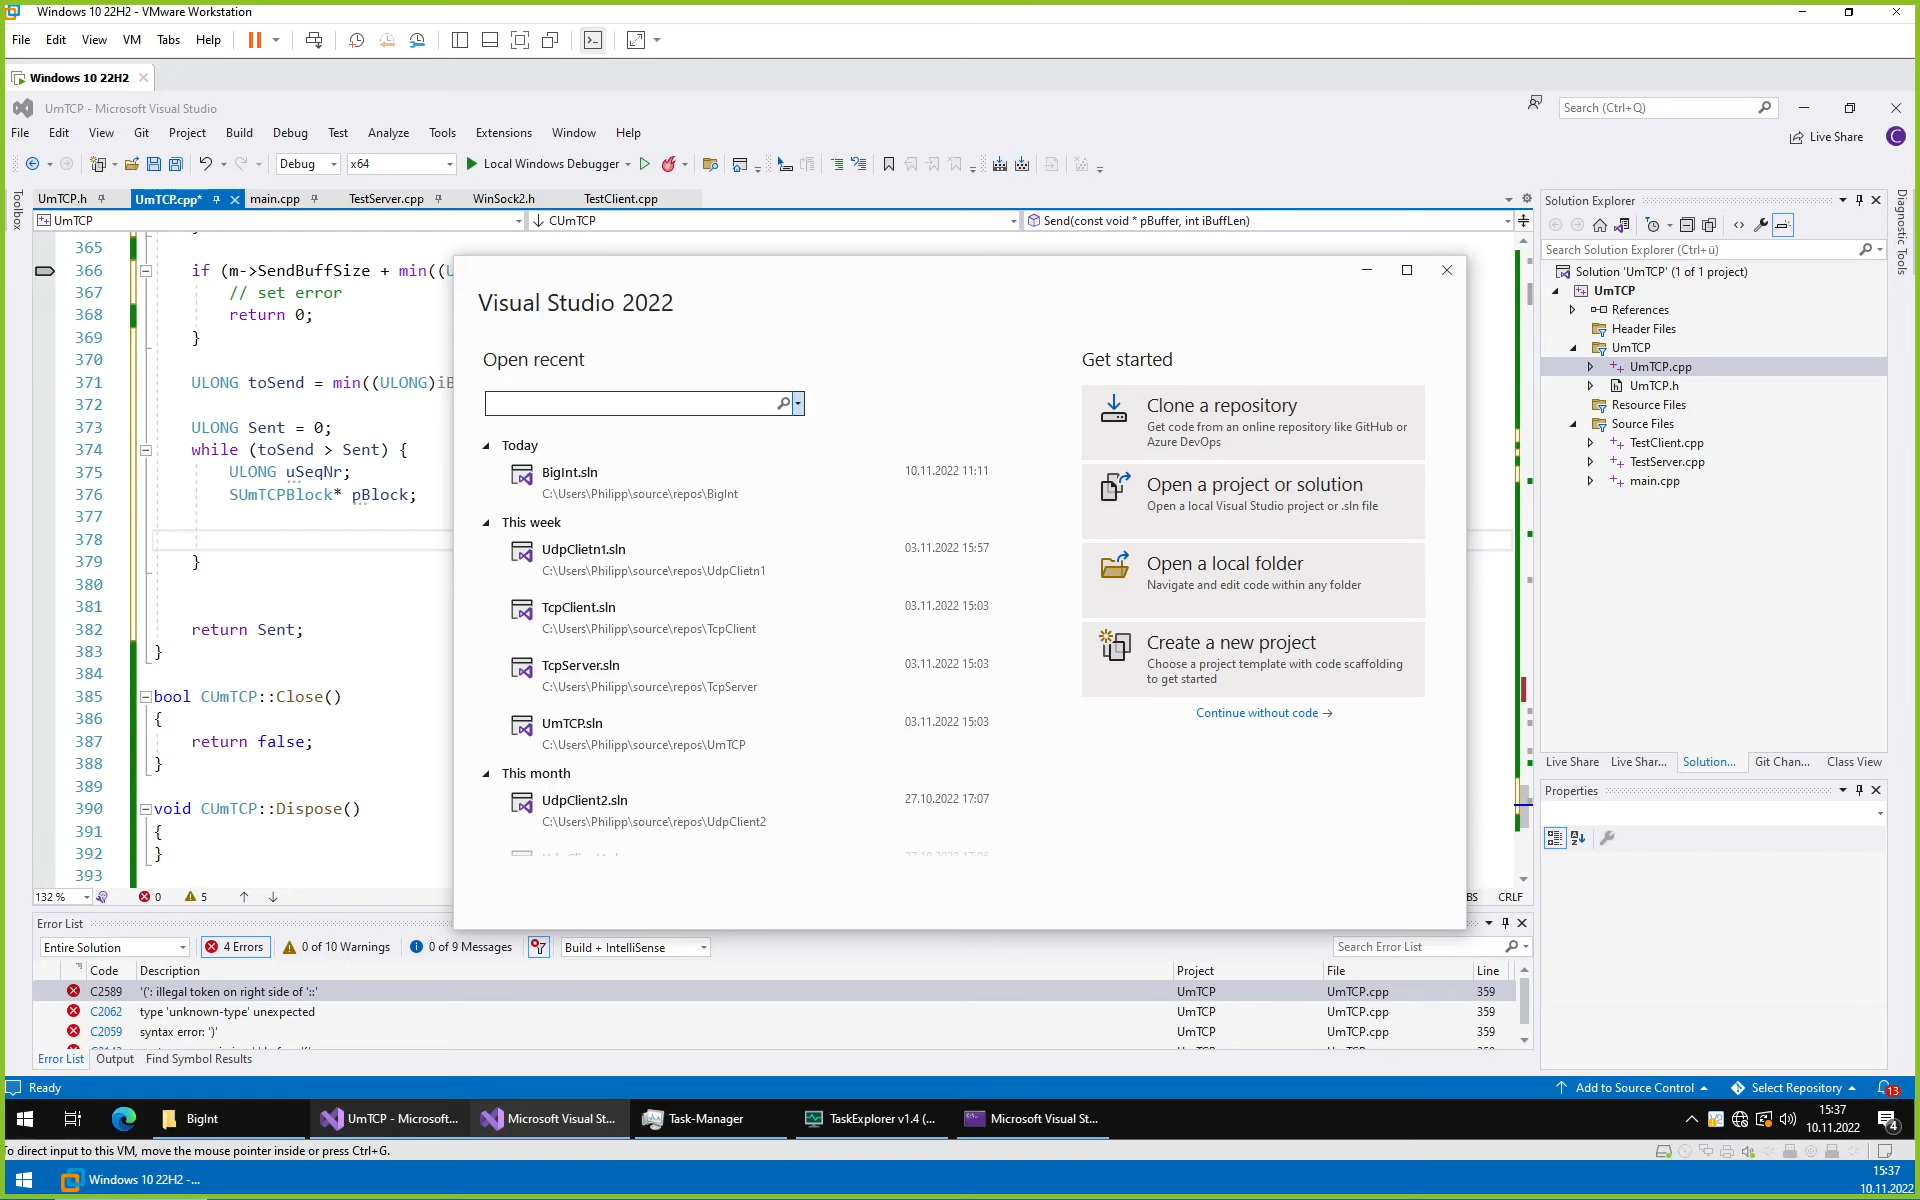 Windows 10 22H2 - VMware Workstation
File Edit View VM Tabs Help
Windows 10 22H2
UmTCP - Microsoft Visual Studio
Search (Ctrl+Q)
File Edit View Git Project Build Debug Test Analyze Tools Extensions Window Help
Live Share
C
Debug x64 Local Windows Debugger
Toolbox
UmTCP.h UmTCP.cpp* main.cpp TestServer.cpp WinSock2.h TestClient.cpp
UmTCP CUmTCP Send(const void * pBuffer, int iBuffLen)
365
366 if (m->SendBuffSize + min((U
367 // set error
368 return 0;
369 }
370
371 ULONG toSend = min((ULONG)iB
372
373 ULONG Sent = 0;
374 while (toSend > Sent) {
375 ULONG uSeqNr;
376 SUmTCPBlock* pBlock;
377
378
379 }
380
381
382 return Sent;
383 }
384
385 bool CUmTCP::Close()
386 {
387 return false;
388 }
389
390 void CUmTCP::Dispose()
391 {
392 }
393
132 % 0 5
BS CRLF
Visual Studio 2022
Open recent
Today
BigInt.sln 10.11.2022 11:11
C:\Users\Philipp\source\repos\BigInt
This week
UdpClietn1.sln 03.11.2022 15:57
C:\Users\Philipp\source\repos\UdpClietn1
TcpClient.sln 03.11.2022 15:03
C:\Users\Philipp\source\repos\TcpClient
TcpServer.sln 03.11.2022 15:03
C:\Users\Philipp\source\repos\TcpServer
UmTCP.sln 03.11.2022 15:03
C:\Users\Philipp\source\repos\UmTCP
This month
UdpClient2.sln 27.10.2022 17:07
C:\Users\Philipp\source\repos\UdpClient2
Get started
Clone a repository
Get code from an online repository like GitHub or
Azure DevOps
Open a project or solution
Open a local Visual Studio project or .sln file
Open a local folder
Navigate and edit code within any folder
Create a new project
Choose a project template with code scaffolding
to get started
Continue without code →
Solution Explorer
Search Solution Explorer (Ctrl+ü)
Solution 'UmTCP' (1 of 1 project)
UmTCP
References
Header Files
UmTCP
UmTCP.cpp
UmTCP.h
Resource Files
Source Files
TestClient.cpp
TestServer.cpp
main.cpp
Live Share Live Shar... Solution... Git Chan... Class View
Properties
Diagnostic Tools
Error List
Entire Solution 4 Errors 0 of 10 Warnings 0 of 9 Messages Build + IntelliSense Search Error List
Code Description Project File Line
C2589 '(': illegal token on right side of '::' UmTCP UmTCP.cpp 359
C2062 type 'unknown-type' unexpected UmTCP UmTCP.cpp 359
C2059 syntax error: ')' UmTCP UmTCP.cpp 359
Error List Output Find Symbol Results
Ready Add to Source Control Select Repository 13
BigInt UmTCP - Microsoft... Microsoft Visual St... Task-Manager TaskExplorer v1.4 (... Microsoft Visual St...
15:37
10.11.2022
4
To direct input to this VM, move the mouse pointer inside or press Ctrl+G.
Windows 10 22H2 -...
15:37
10.11.2022